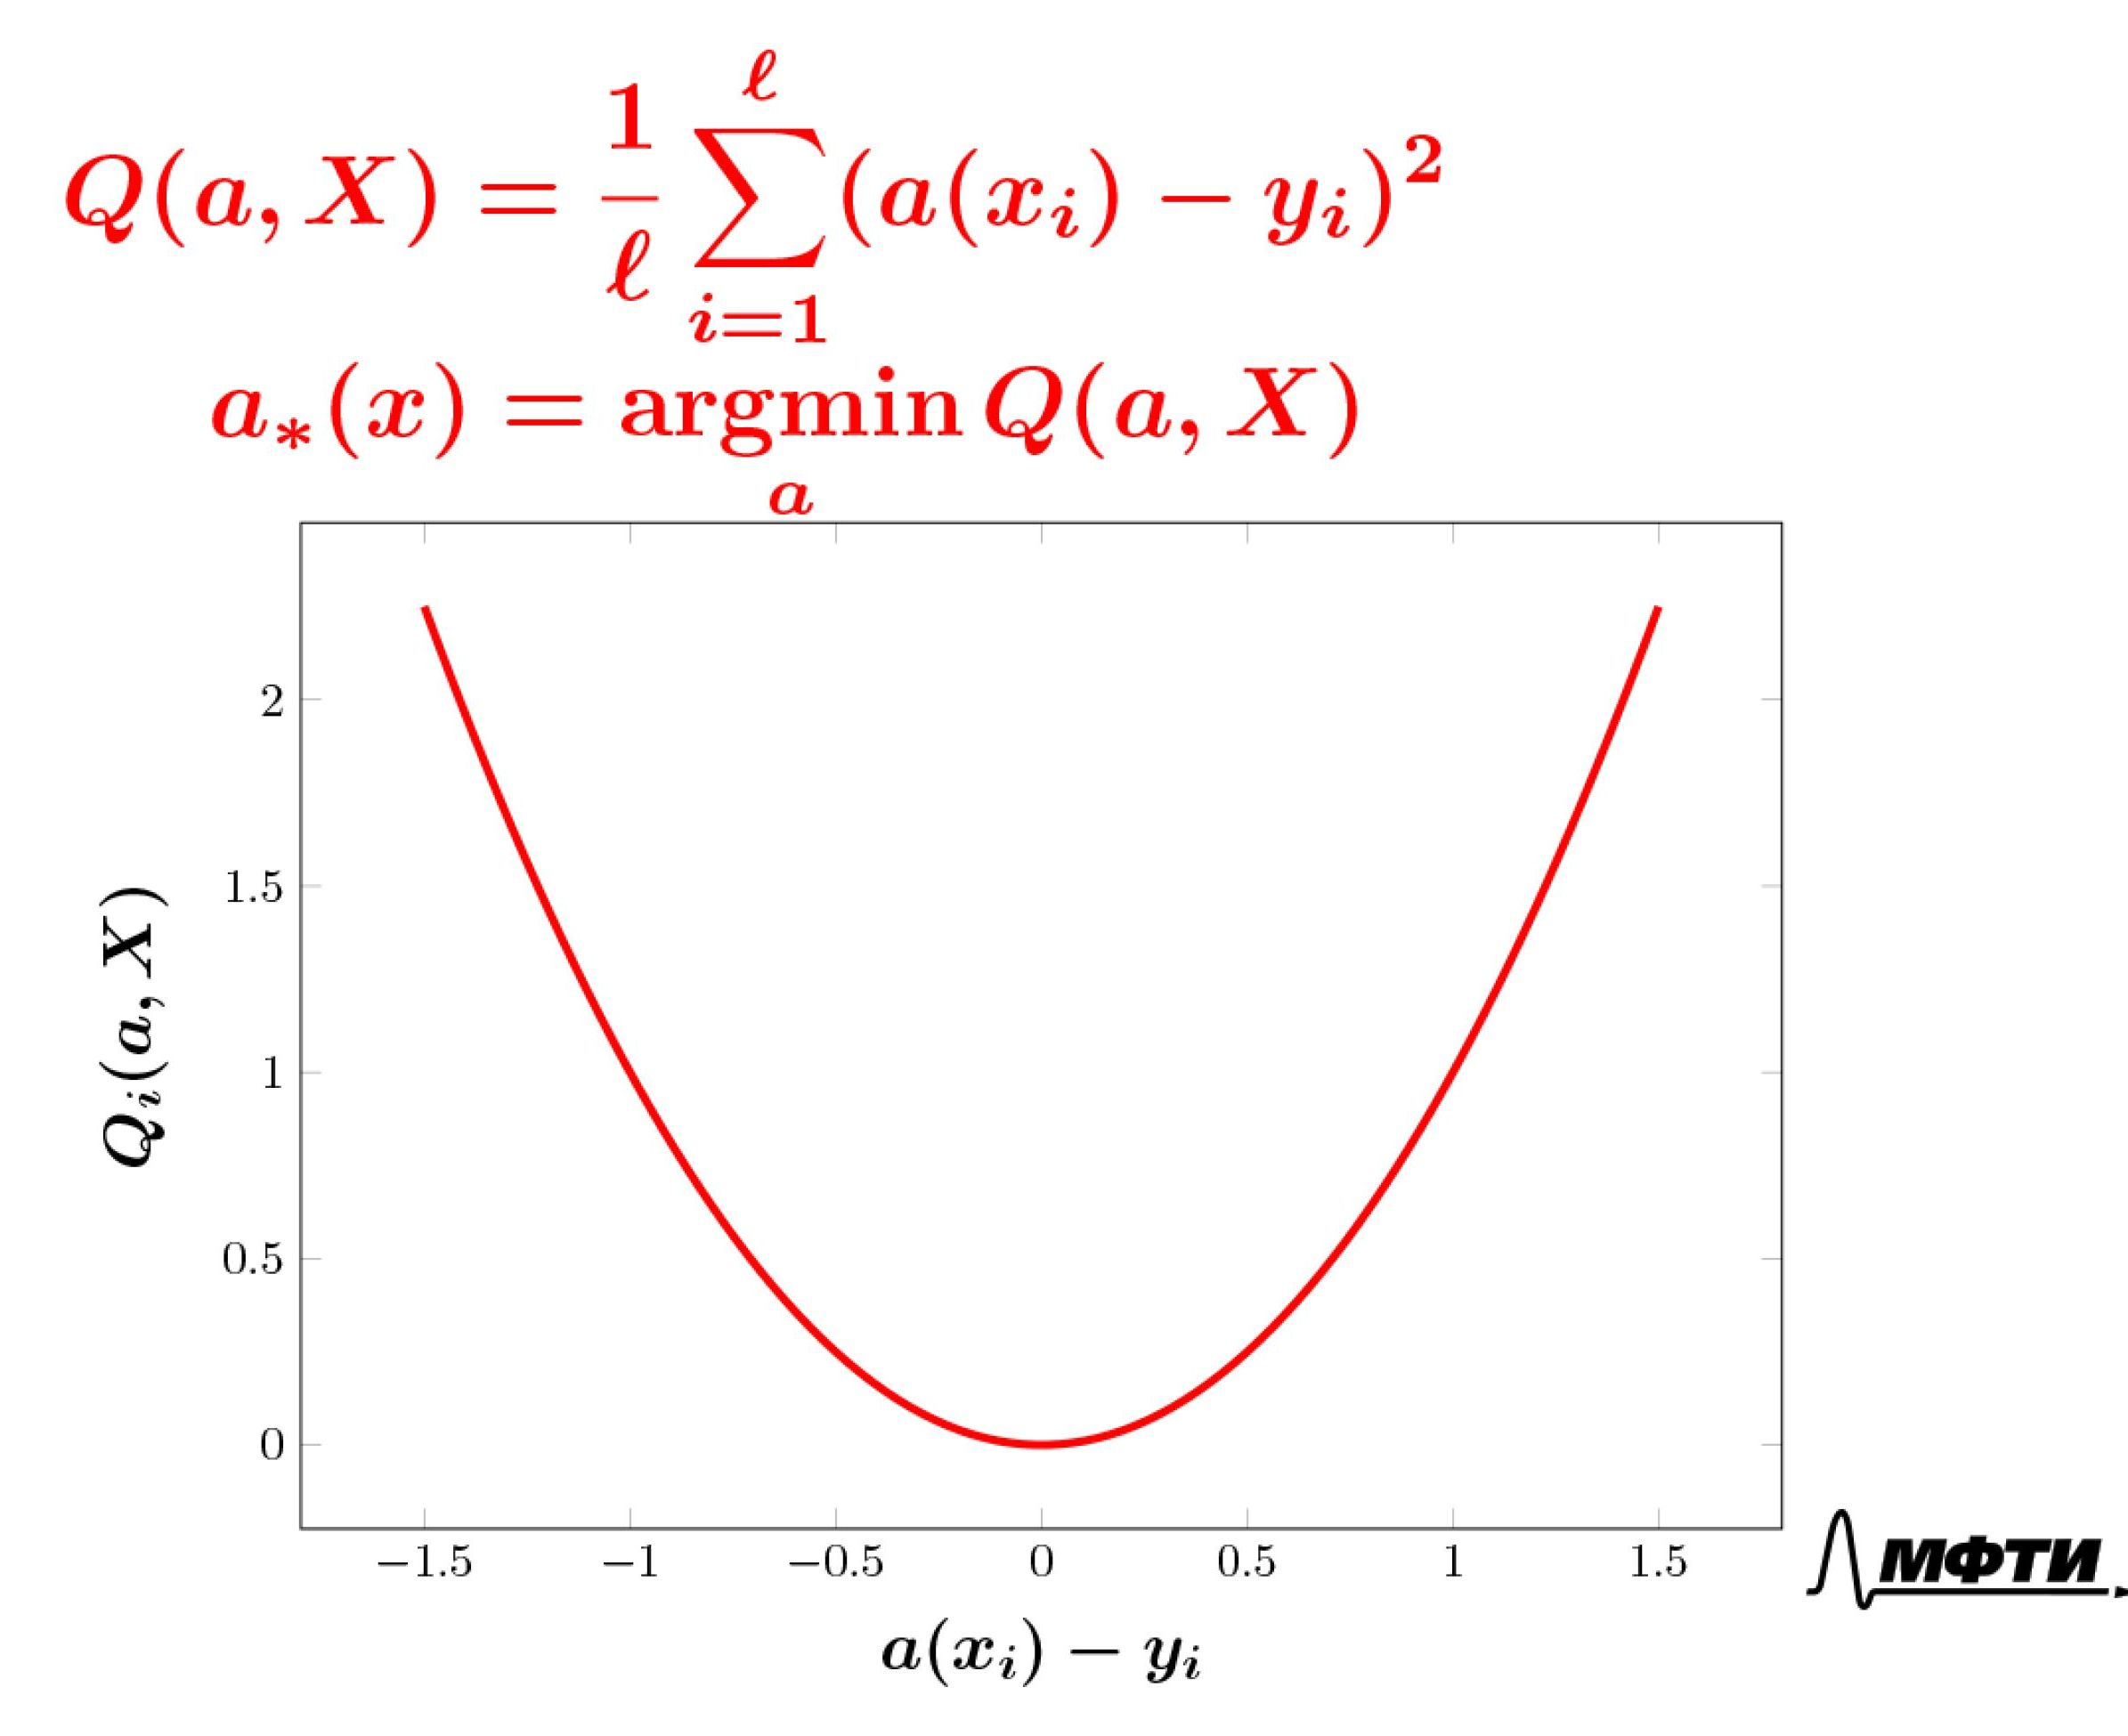 Q(a, X) = 1/ℓ ∑_{i=1}^{ℓ} (a(x_i) − y_i)²
a_*(x) = argmin_a Q(a, X)
Q_i(a, X)
2
1.5
1
0.5
0
−1.5 −1 −0.5 0 0.5 1 1.5
a(x_i) − y_i
МФТИ